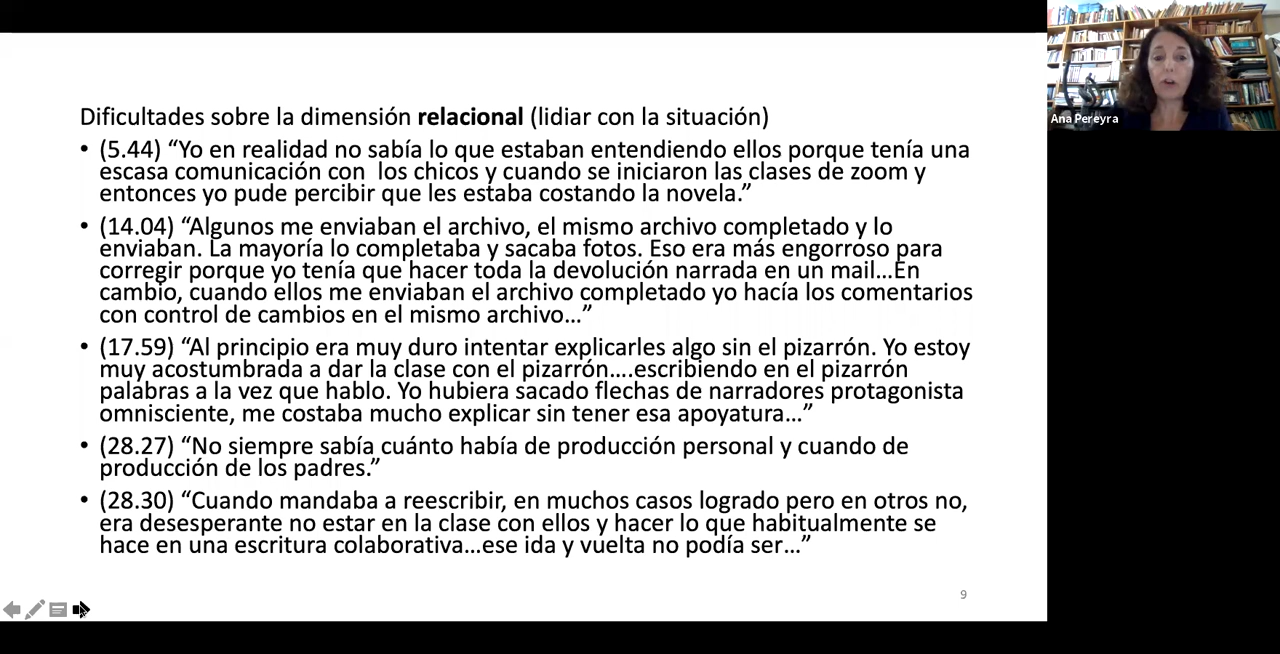 Dificultades sobre la dimensión relacional (lidiar con la situación)
• (5.44) “Yo en realidad no sabía lo que estaban entendiendo ellos porque tenía una
escasa comunicación con los chicos y cuando se iniciaron las clases de zoom y
entonces yo pude percibir que les estaba costando la novela.”
• (14.04) “Algunos me enviaban el archivo, el mismo archivo completado y lo
enviaban. La mayoría lo completaba y sacaba fotos. Eso era más engorroso para
corregir porque yo tenía que hacer toda la devolución narrada en un mail…En
cambio, cuando ellos me enviaban el archivo completado yo hacía los comentarios
con control de cambios en el mismo archivo…”
• (17.59) “Al principio era muy duro intentar explicarles algo sin el pizarrón. Yo estoy
muy acostumbrada a dar la clase con el pizarrón….escribiendo en el pizarrón
palabras a la vez que hablo. Yo hubiera sacado flechas de narradores protagonista
omnisciente, me costaba mucho explicar sin tener esa apoyatura…”
• (28.27) “No siempre sabía cuánto había de producción personal y cuando de
producción de los padres.”
• (28.30) “Cuando mandaba a reescribir, en muchos casos logrado pero en otros no,
era desesperante no estar en la clase con ellos y hacer lo que habitualmente se
hace en una escritura colaborativa…ese ida y vuelta no podía ser…”
9
Ana Pereyra